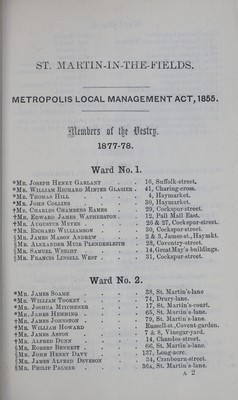 ST. MARTIN-IN-THE-FIELDS.
METROPOLIS LOCAL MANAGEMENT ACT, 1855.
Members of the Vestry.
1877-78.
Ward No. 1.
*Mr. Joseph Henry Garlant . . 16, Suffolk-street.
*Mr. William Richard Minter Glasier . 41, Charing-cross.
*Mr. Thomas Hill . . . 4, Haymarket.
*Mr. John Collins . . . 30, Haymarket.
†Mr. Charles Chambers Eames . . 29, Cockspur-street.
†Mr. Edward James Watherston . . 12, Pall Mall East.
†Mr. Augustus Meyer . . . 26 & 27, Cockspur-street.
†Mr. Richard Williamson . . 30, Cockspur-street.
‖Mr. James Mason Andrew . . 2 & 3, James-st., Haymkt.
‖Mr. Alexander Muir Plenderleith . 28, Coventry-street.
‖Mr. Samuel Wright . . . 14, Great May's-buildings.
‖Mr. Francis Linsell West . . 31, Cockspur-street.
Ward No. 2.
*Mr. James Soame . . . 38, St. Martin's-lane
*Mr. William Tooket . . . 74, Drury-lane.
*Mr. Joshua Mitchener . . 17, St. Martin's-court.
*Mr. James Hemming . . . 65, St. Martin's-lane.
†Mr. James Johnston . . . 79, St. Martin's-lane.
†Mr. William Howard . . . Russell-st., Covent-garden.
†Mr. James Aston . . . 7 & 8, Vinegar-yard.
†Mr. Alfred Dunn . . . 14, Chandos-street.
‖Mr. Robert Bennett . . . 66, St. Martin's-lane.
‖Mr. John Henry Davy . . 137, Long-acre.
‖Mr. James Alfred Deveson . . 34, Cranbourn-street.
‖Mr. Philip Palmer . . . 36a, St. Martin's-lane.
A 2